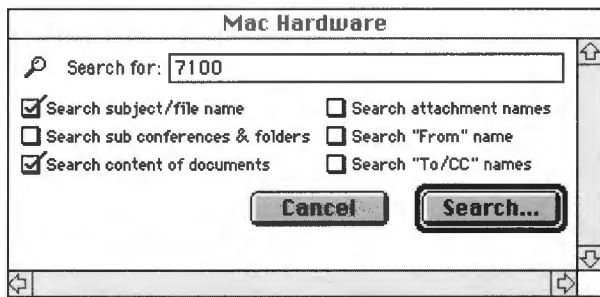 Mac Hardware
Search for: 7100
Search subject/file name
Search attachment names
Search sub conferences & folders
Search "From" name
Search content of documents
Search "To/CC" names
Cancel
Search...